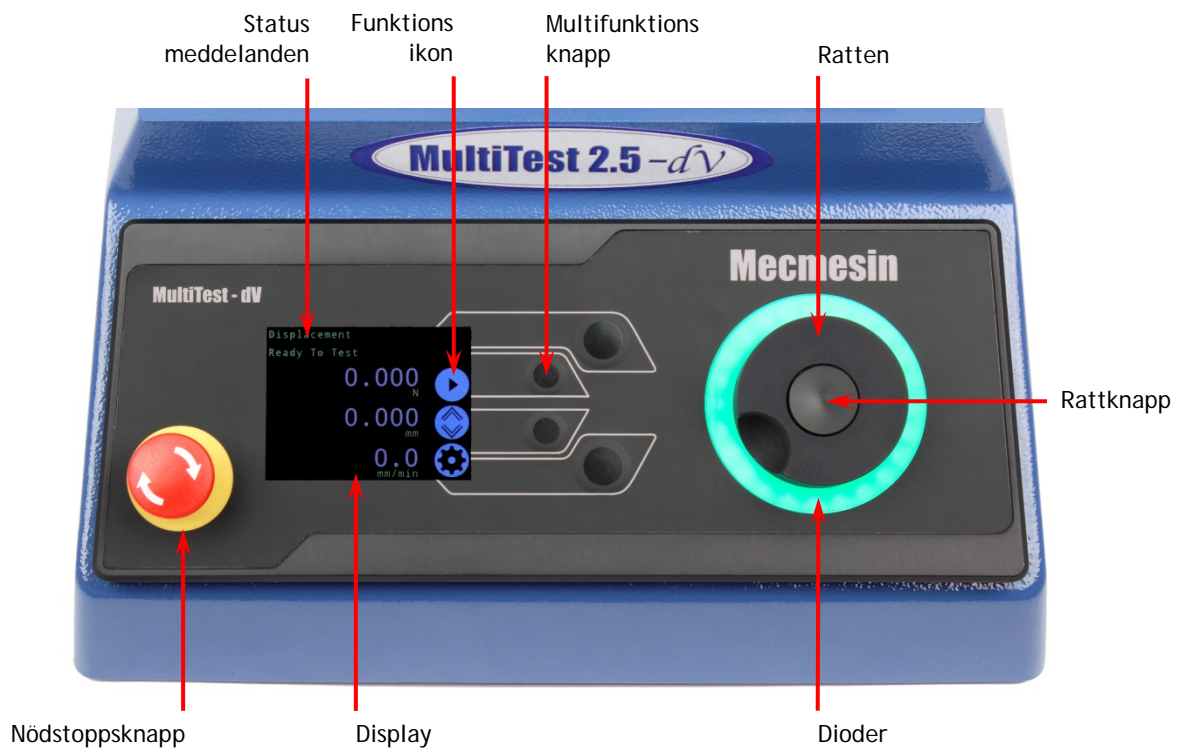 Status
meddelanden
Funktions
ikon
Multifunktions
knapp
Ratten
MultiTest 2.5 -dV
Mecmesin
MultiTest - dV
Displacement
Ready To Test
0.000
N
0.000
mm
0.0
mm/min
Rattknapp
Nödstoppsknapp
Display
Dioder